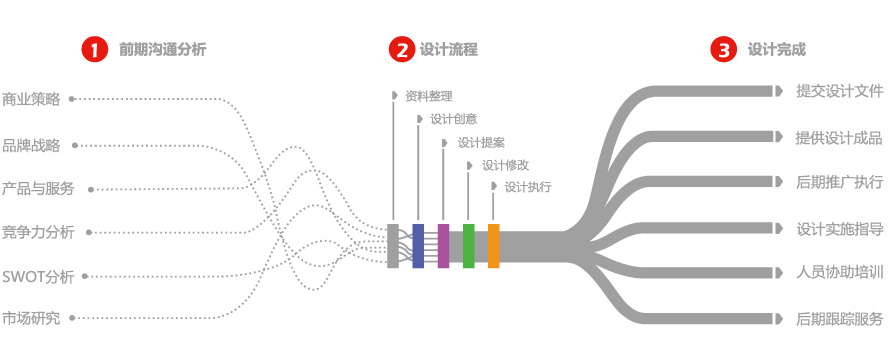 1 前期沟通分析
商业策略
品牌战略
产品与服务
竞争力分析
SWOT分析
市场研究
2 设计流程
资料整理
设计创意
设计提案
设计修改
设计执行
3 设计完成
提交设计文件
提供设计成品
后期推广执行
设计实施指导
人员协助培训
后期跟踪服务